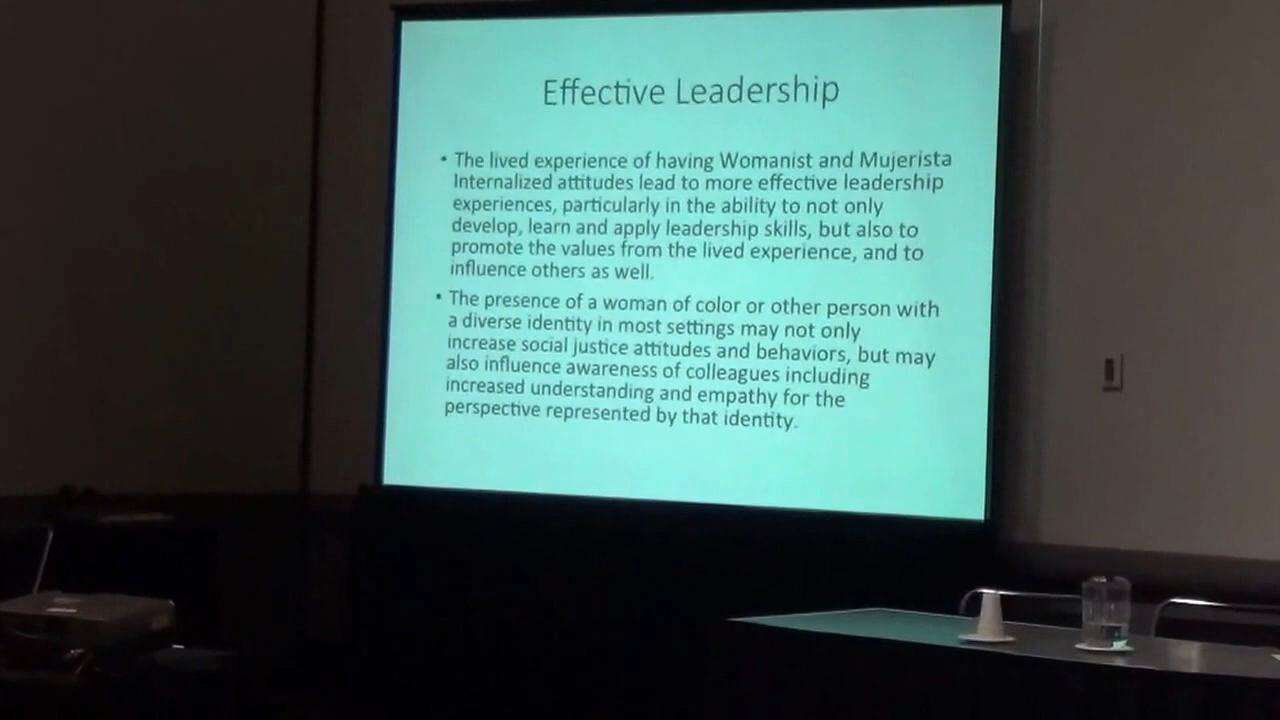 Effective Leadership
• The lived experience of having Womanist and Mujerista
Internalized attitudes lead to more effective leadership
experiences, particularly in the ability to not only
develop, learn and apply leadership skills, but also to
promote the values from the lived experience, and to
influence others as well.
• The presence of a woman of color or other person with
a diverse identity in most settings may not only
increase social justice attitudes and behaviors, but may
also influence awareness of colleagues including
increased understanding and empathy for the
perspective represented by that identity.